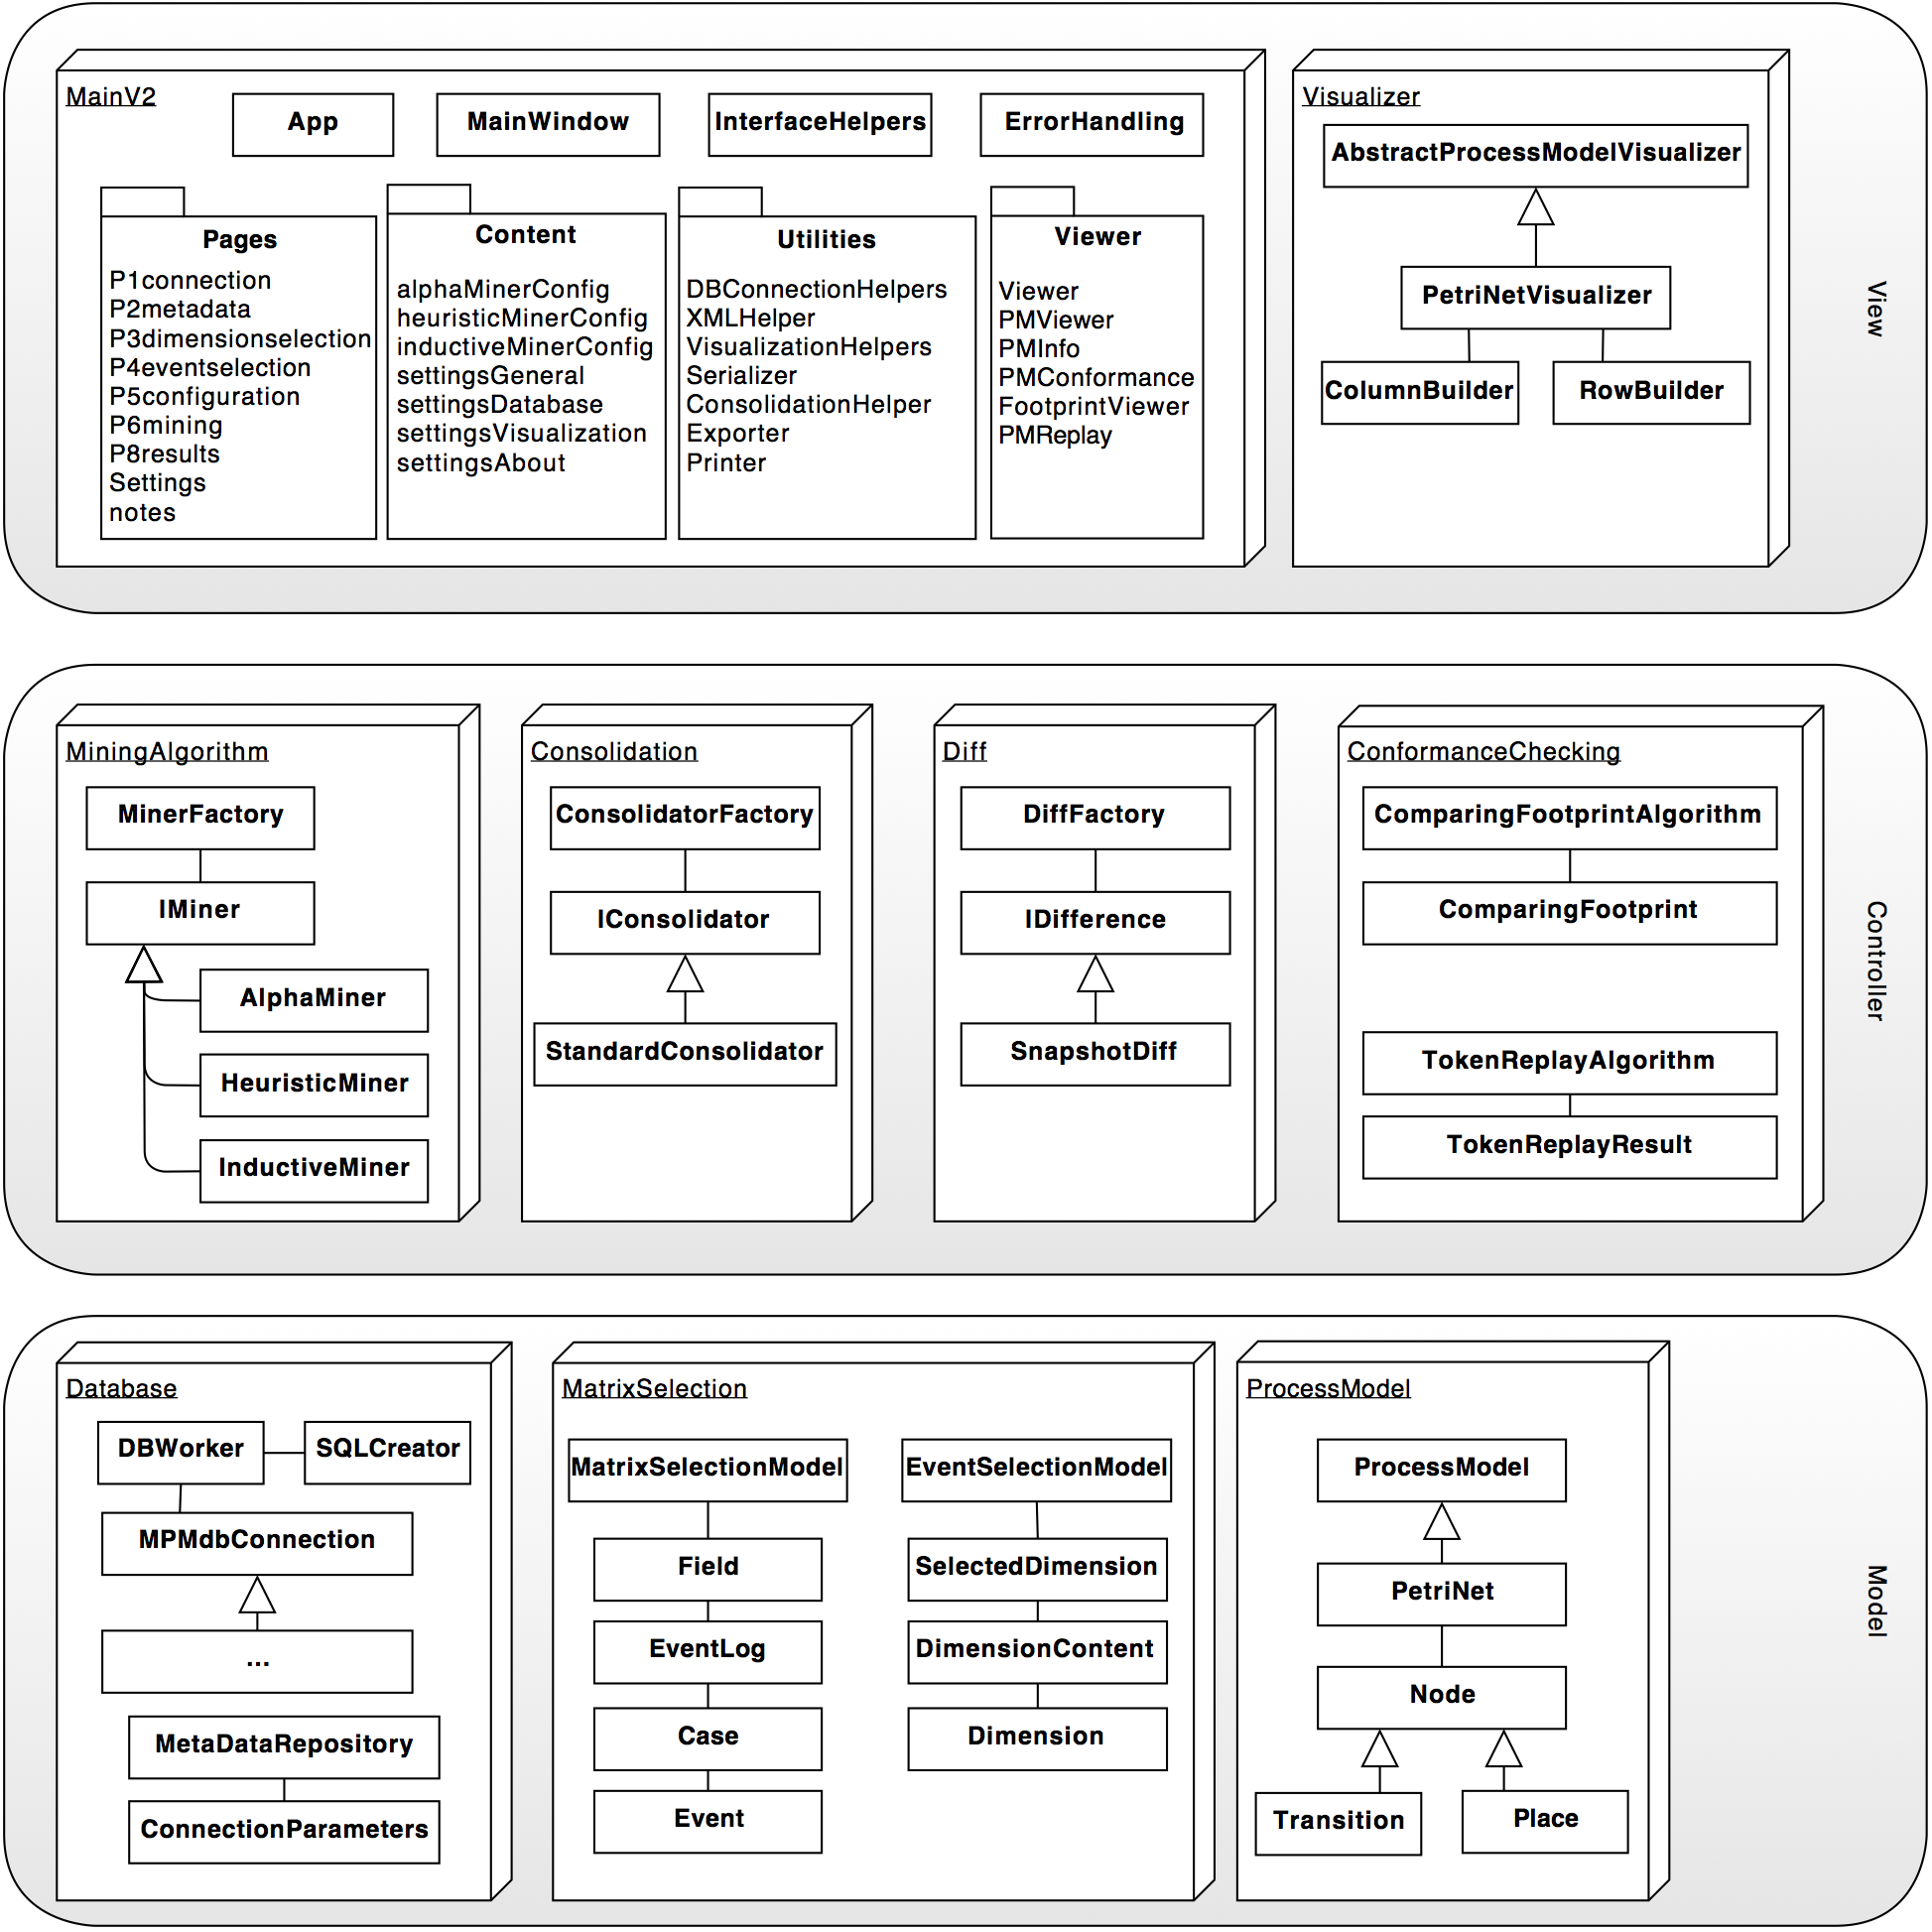 MainV2
App
MainWindow
InterfaceHelpers
ErrorHandling
Pages
P1connection
P2metadata
P3dimensionselection
P4eventselection
P5configuration
P6mining
P8results
Settings
notes
Content
alphaMinerConfig
heuristicMinerConfig
inductiveMinerConfig
settingsGeneral
settingsDatabase
settingsVisualization
settingsAbout
Utilities
DBConnectionHelpers
XMLHelper
VisualizationHelpers
Serializer
ConsolidationHelper
Exporter
Printer
Viewer
Viewer
PMViewer
PMInfo
PMConformance
FootprintViewer
PMReplay
Visualizer
AbstractProcessModelVisualizer
PetriNetVisualizer
ColumnBuilder
RowBuilder
View
MiningAlgorithm
MinerFactory
IMiner
AlphaMiner
HeuristicMiner
InductiveMiner
Consolidation
ConsolidatorFactory
IConsolidator
StandardConsolidator
Diff
DiffFactory
IDifference
SnapshotDiff
ConformanceChecking
ComparingFootprintAlgorithm
ComparingFootprint
TokenReplayAlgorithm
TokenReplayResult
Controller
Database
DBWorker
SQLCreator
MPMdbConnection
...
MetaDataRepository
ConnectionParameters
MatrixSelection
MatrixSelectionModel
Field
EventLog
Case
Event
EventSelectionModel
SelectedDimension
DimensionContent
Dimension
ProcessModel
ProcessModel
PetriNet
Node
Transition
Place
Model